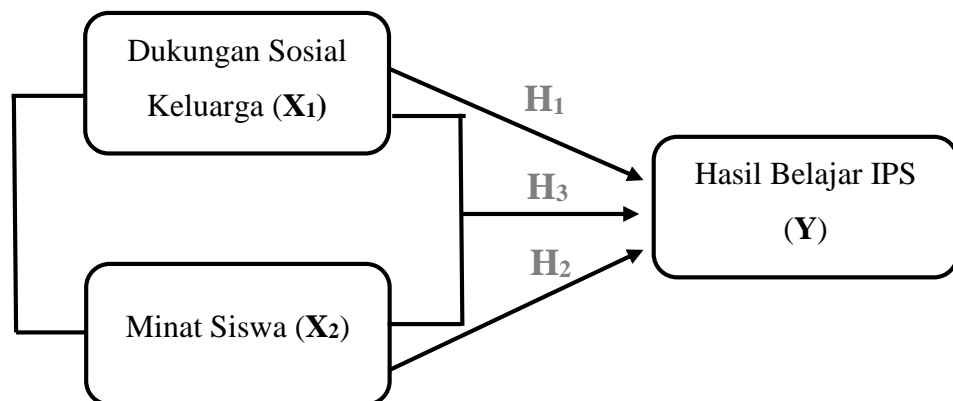 Dukungan Sosial
Keluarga (X₁)
H₁
Hasil Belajar IPS
(Y)
H₃
H₂
Minat Siswa (X₂)